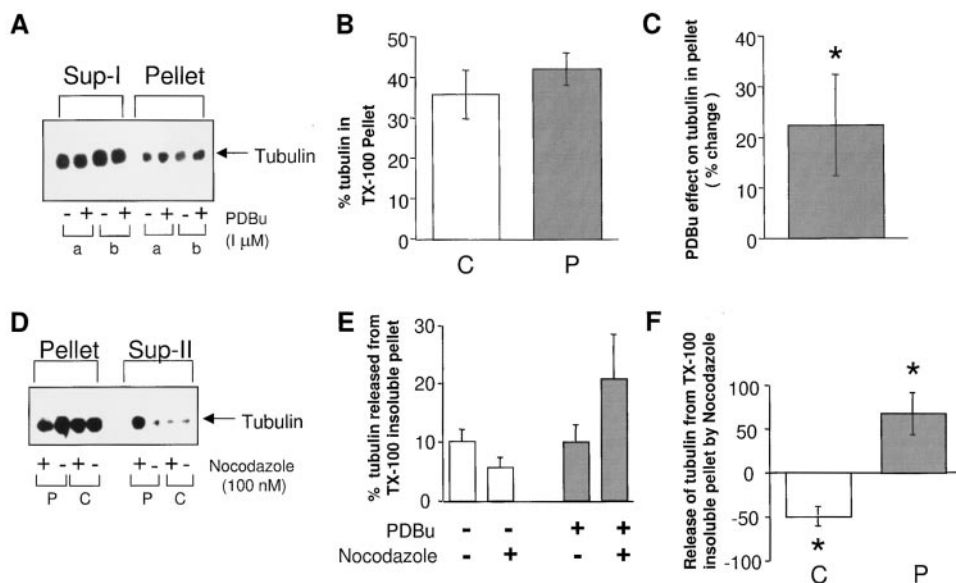 A
Sup-I Pellet
Tubulin
- + - + - + - + PDBu
(I μM)
a b a b
B
% tubulin in
TX-100 Pellet
50
40
30
20
10
0
C P
C
PDBu effect on tubulin in pellet
( % change)
40
30
20
10
0
*
D
Pellet Sup-II
Tubulin
+ - + - + - + - Nocodazole
(100 nM)
P C P C
E
% tubulin released from
TX-100 insoluble pellet
30
20
10
0
- - + + PDBu
- + - + Nocodazole
F
Release of tubulin from TX-100
insoluble pellet by Nocodazole
100
50
0
-50
-100
*
*
C P